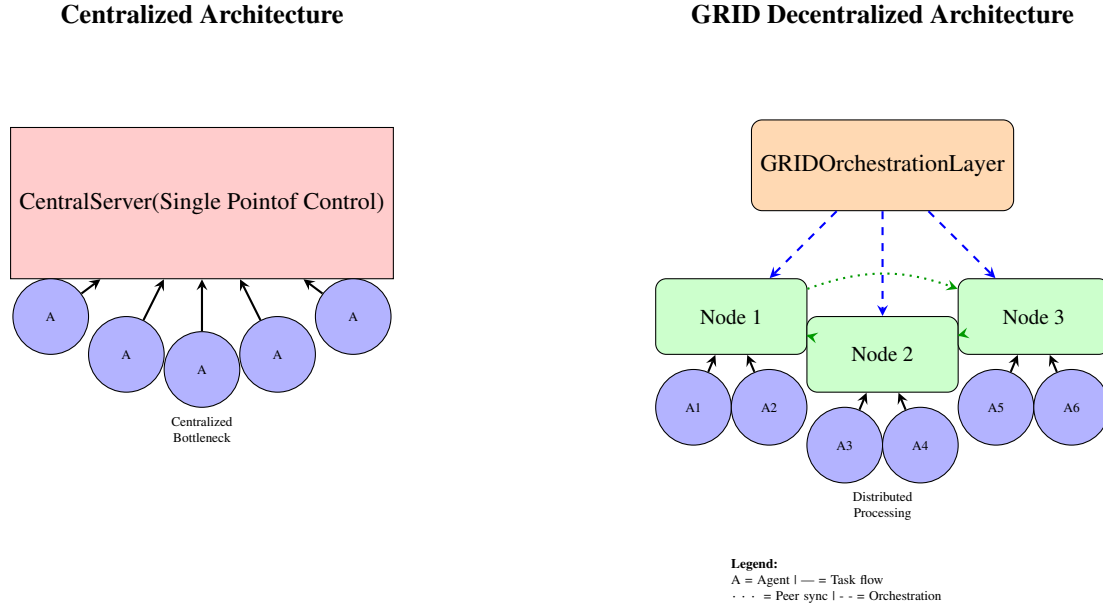 Centralized Architecture
GRID Decentralized Architecture
CentralServer(Single Pointof Control)
A
A
A
A
A
Centralized
Bottleneck
GRIDOrchestrationLayer
Node 1
Node 2
Node 3
A1
A2
A3
A4
A5
A6
Distributed
Processing
Legend:
A = Agent | — = Task flow
· · · = Peer sync | - - = Orchestration